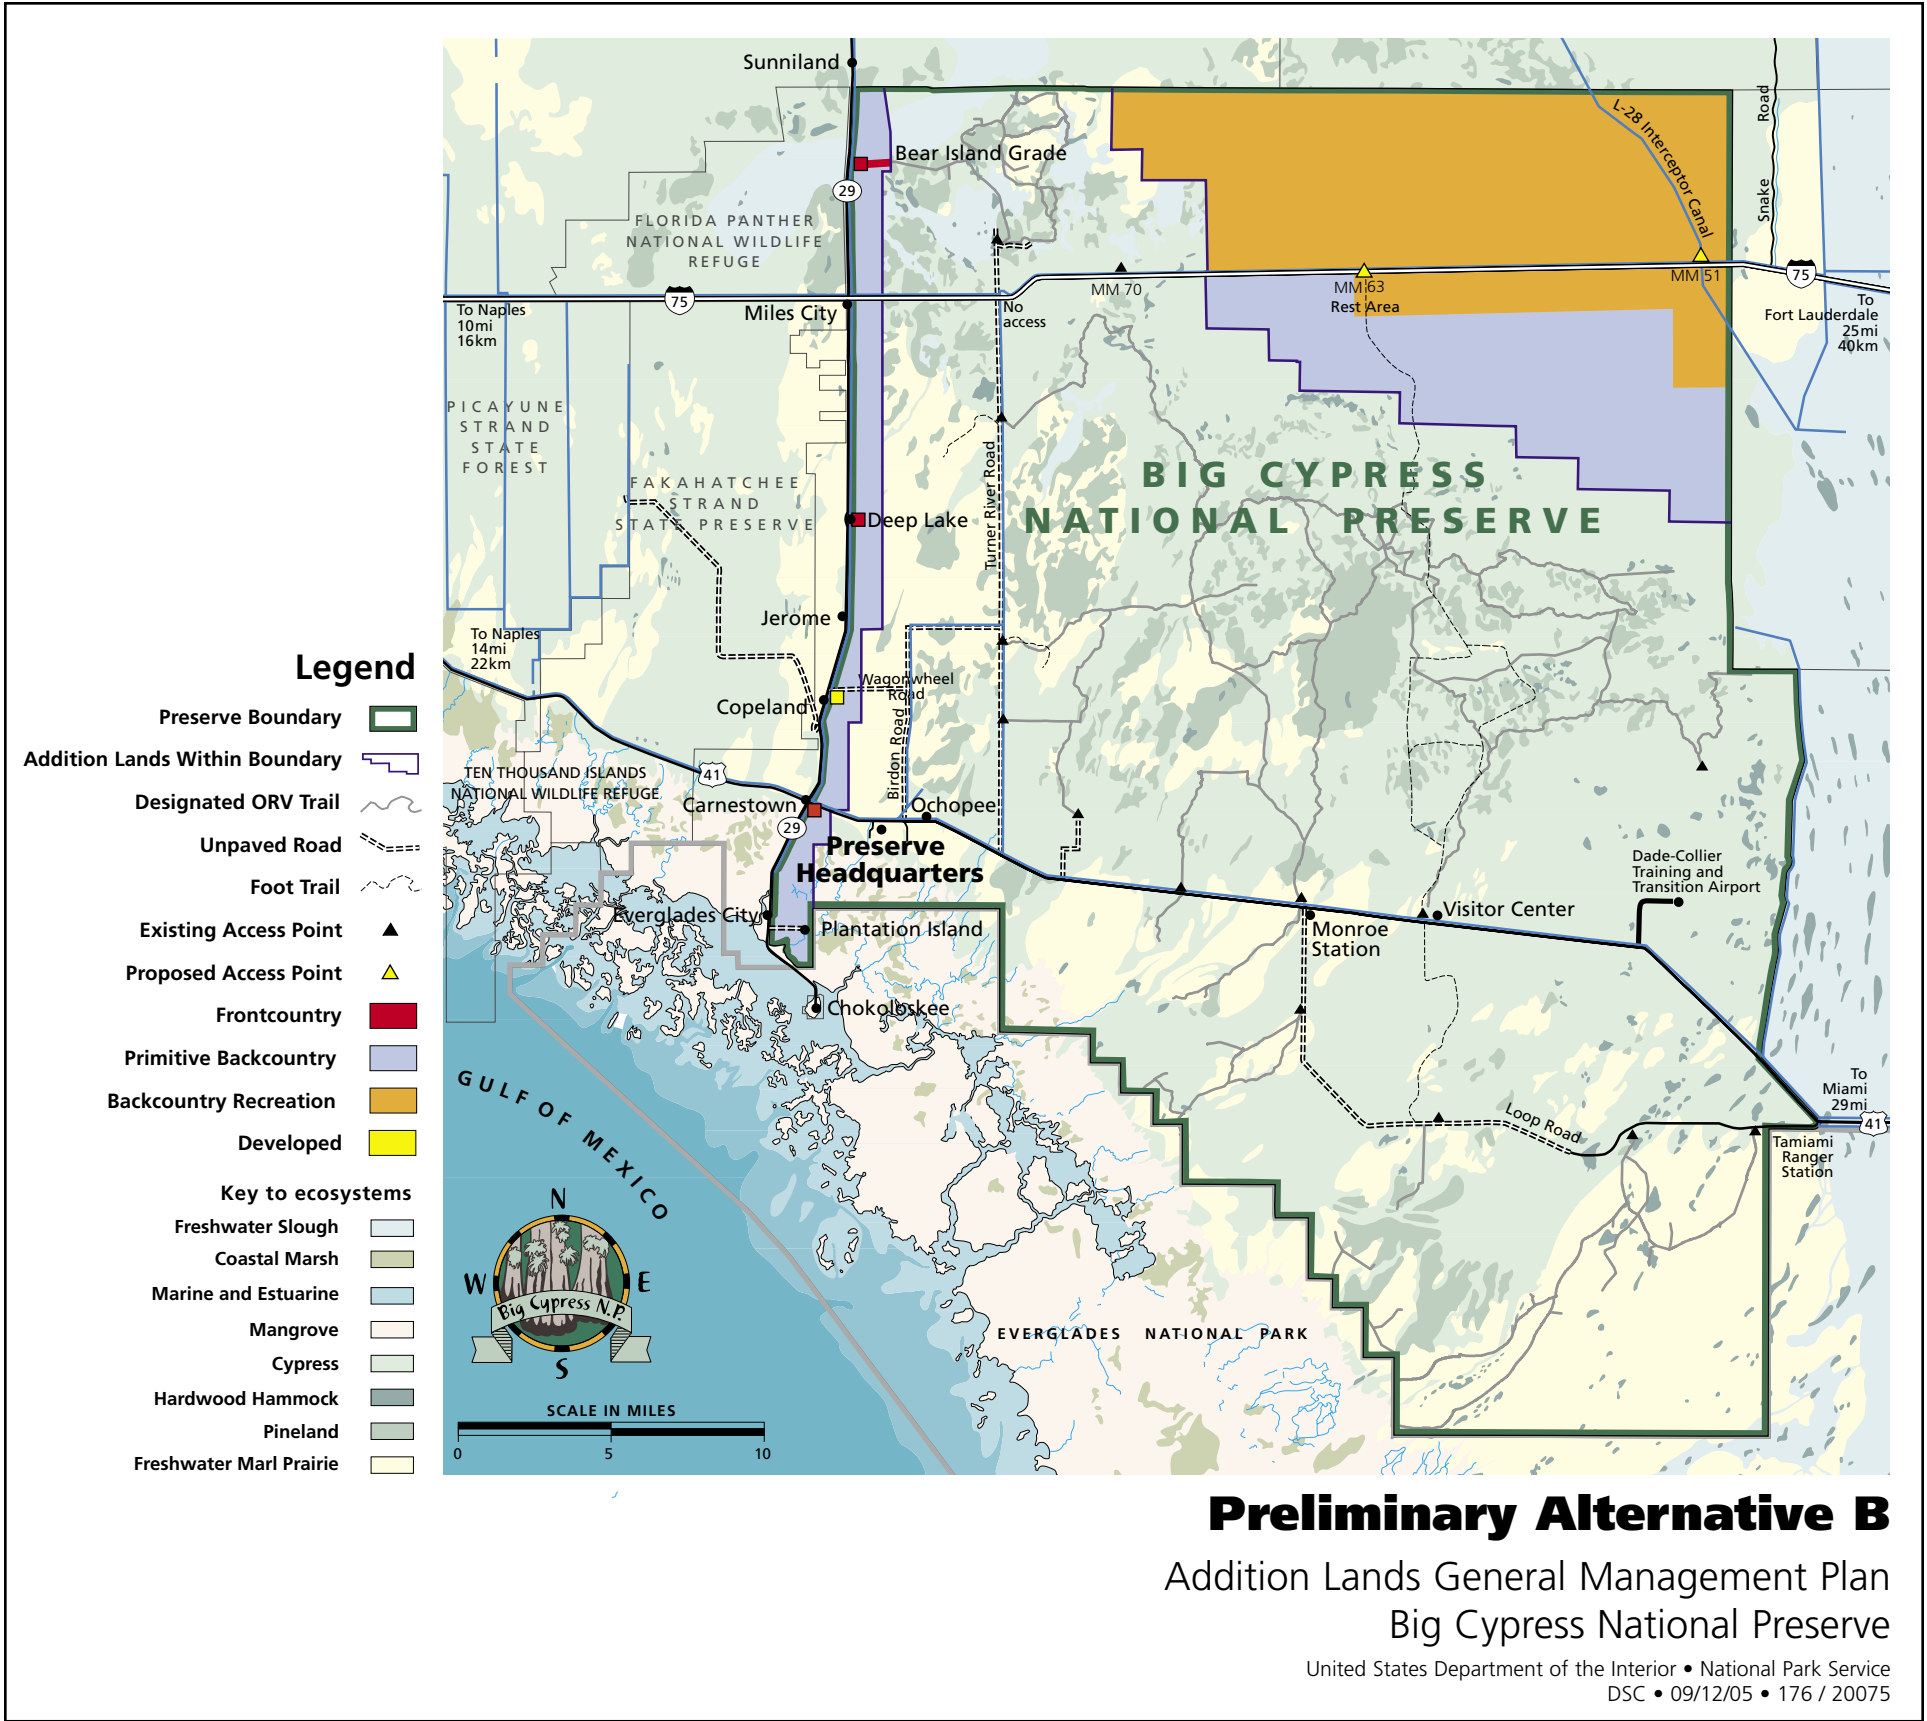 Sunniland
Bear Island Grade
29
FLORIDA PANTHER
NATIONAL WILDLIFE
REFUGE
L-28 Interceptor Canal
Snake Road
75
To Naples
10mi
16km
Miles City
No
access
MM 70
MM 63
Rest Area
MM 51
75
To
Fort Lauderdale
25mi
40km
PICAYUNE
STRAND
STATE
FOREST
FAKAHATCHEE
STRAND
STATE PRESERVE
Deep Lake
Turner River Road
BIG CYPRESS
NATIONAL PRESERVE
Jerome
To Naples
14mi
22km
Wagonwheel
Road
Copeland
Birdon Road
41
TEN THOUSAND ISLANDS
NATIONAL WILDLIFE REFUGE
Carnestown
29
Ochopee
Preserve
Headquarters
Everglades City
Plantation Island
Chokoloskee
Dade-Collier
Training and
Transition Airport
Visitor Center
Monroe
Station
Loop Road
To
Miami
29mi
41
Tamiami
Ranger
Station
GULF OF MEXICO
EVERGLADES NATIONAL PARK
Legend
Preserve Boundary
Addition Lands Within Boundary
Designated ORV Trail
Unpaved Road
Foot Trail
Existing Access Point
Proposed Access Point
Frontcountry
Primitive Backcountry
Backcountry Recreation
Developed
Key to ecosystems
Freshwater Slough
Coastal Marsh
Marine and Estuarine
Mangrove
Cypress
Hardwood Hammock
Pineland
Freshwater Marl Prairie
N
W
E
S
Big Cypress N.P.
SCALE IN MILES
0 5 10
Preliminary Alternative B
Addition Lands General Management Plan
Big Cypress National Preserve
United States Department of the Interior • National Park Service
DSC • 09/12/05 • 176 / 20075